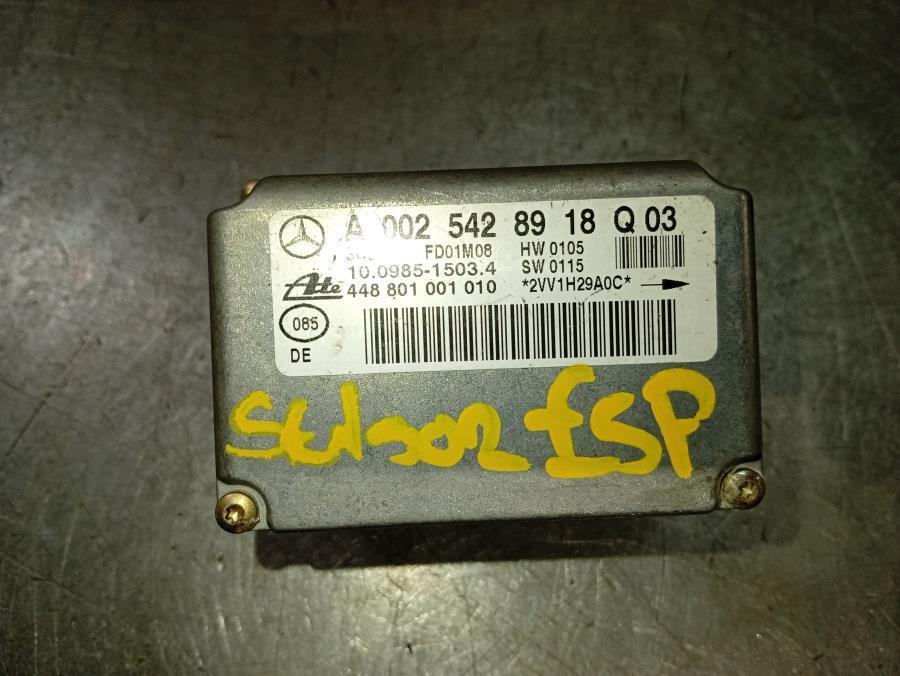 A 002 542 89 18 Q 03
FD01M08 HW 0105
10.0985-1503.4 SW 0115
Ate 448 801 001 010 *2VV1H29A0C*
085
DE
SENSOR ESP